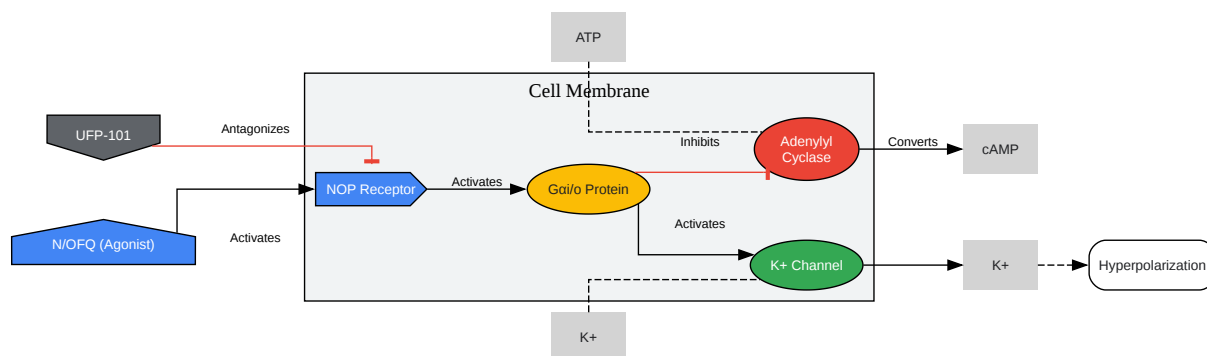 ATP
Cell Membrane
UFP-101
Antagonizes
Inhibits
Adenylyl
Cyclase
Converts
cAMP
NOP Receptor
Activates
Gαi/o Protein
N/OFQ (Agonist)
Activates
Activates
K+ Channel
K+
Hyperpolarization
K+